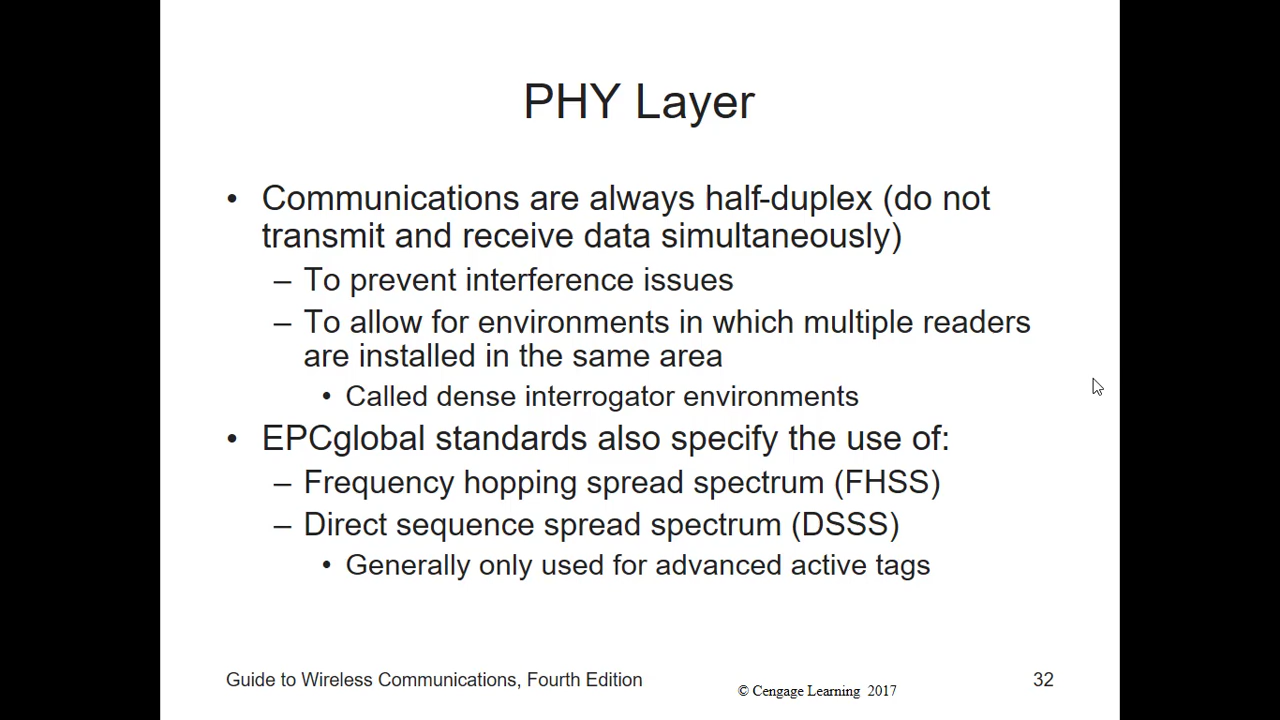 PHY Layer
• Communications are always half-duplex (do not
transmit and receive data simultaneously)
– To prevent interference issues
– To allow for environments in which multiple readers
are installed in the same area
• Called dense interrogator environments
• EPCglobal standards also specify the use of:
– Frequency hopping spread spectrum (FHSS)
– Direct sequence spread spectrum (DSSS)
• Generally only used for advanced active tags
Guide to Wireless Communications, Fourth Edition
© Cengage Learning 2017
32